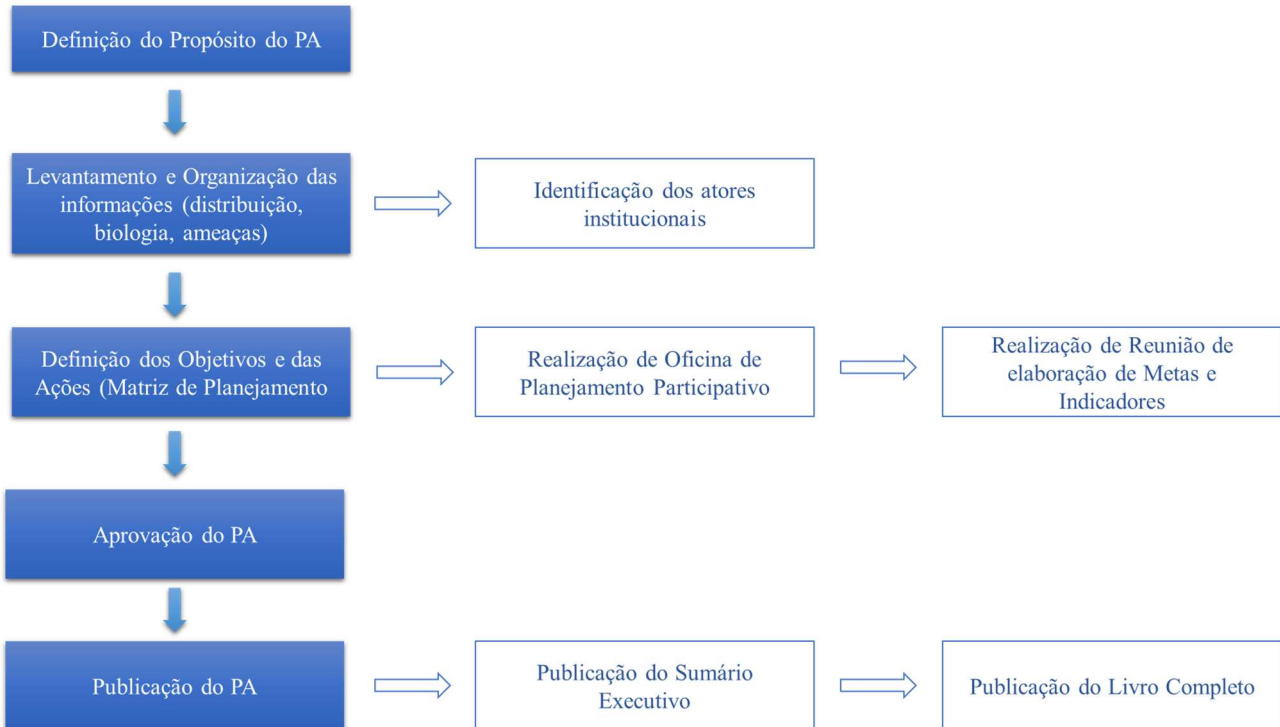 Definição do Propósito do PA
Levantamento e Organização das
informações (distribuição,
biologia, ameaças)
Identificação dos atores
institucionais
Definição dos Objetivos e das
Ações (Matriz de Planejamento
Realização de Oficina de
Planejamento Participativo
Realização de Reunião de
elaboração de Metas e
Indicadores
Aprovação do PA
Publicação do PA
Publicação do Sumário
Executivo
Publicação do Livro Completo